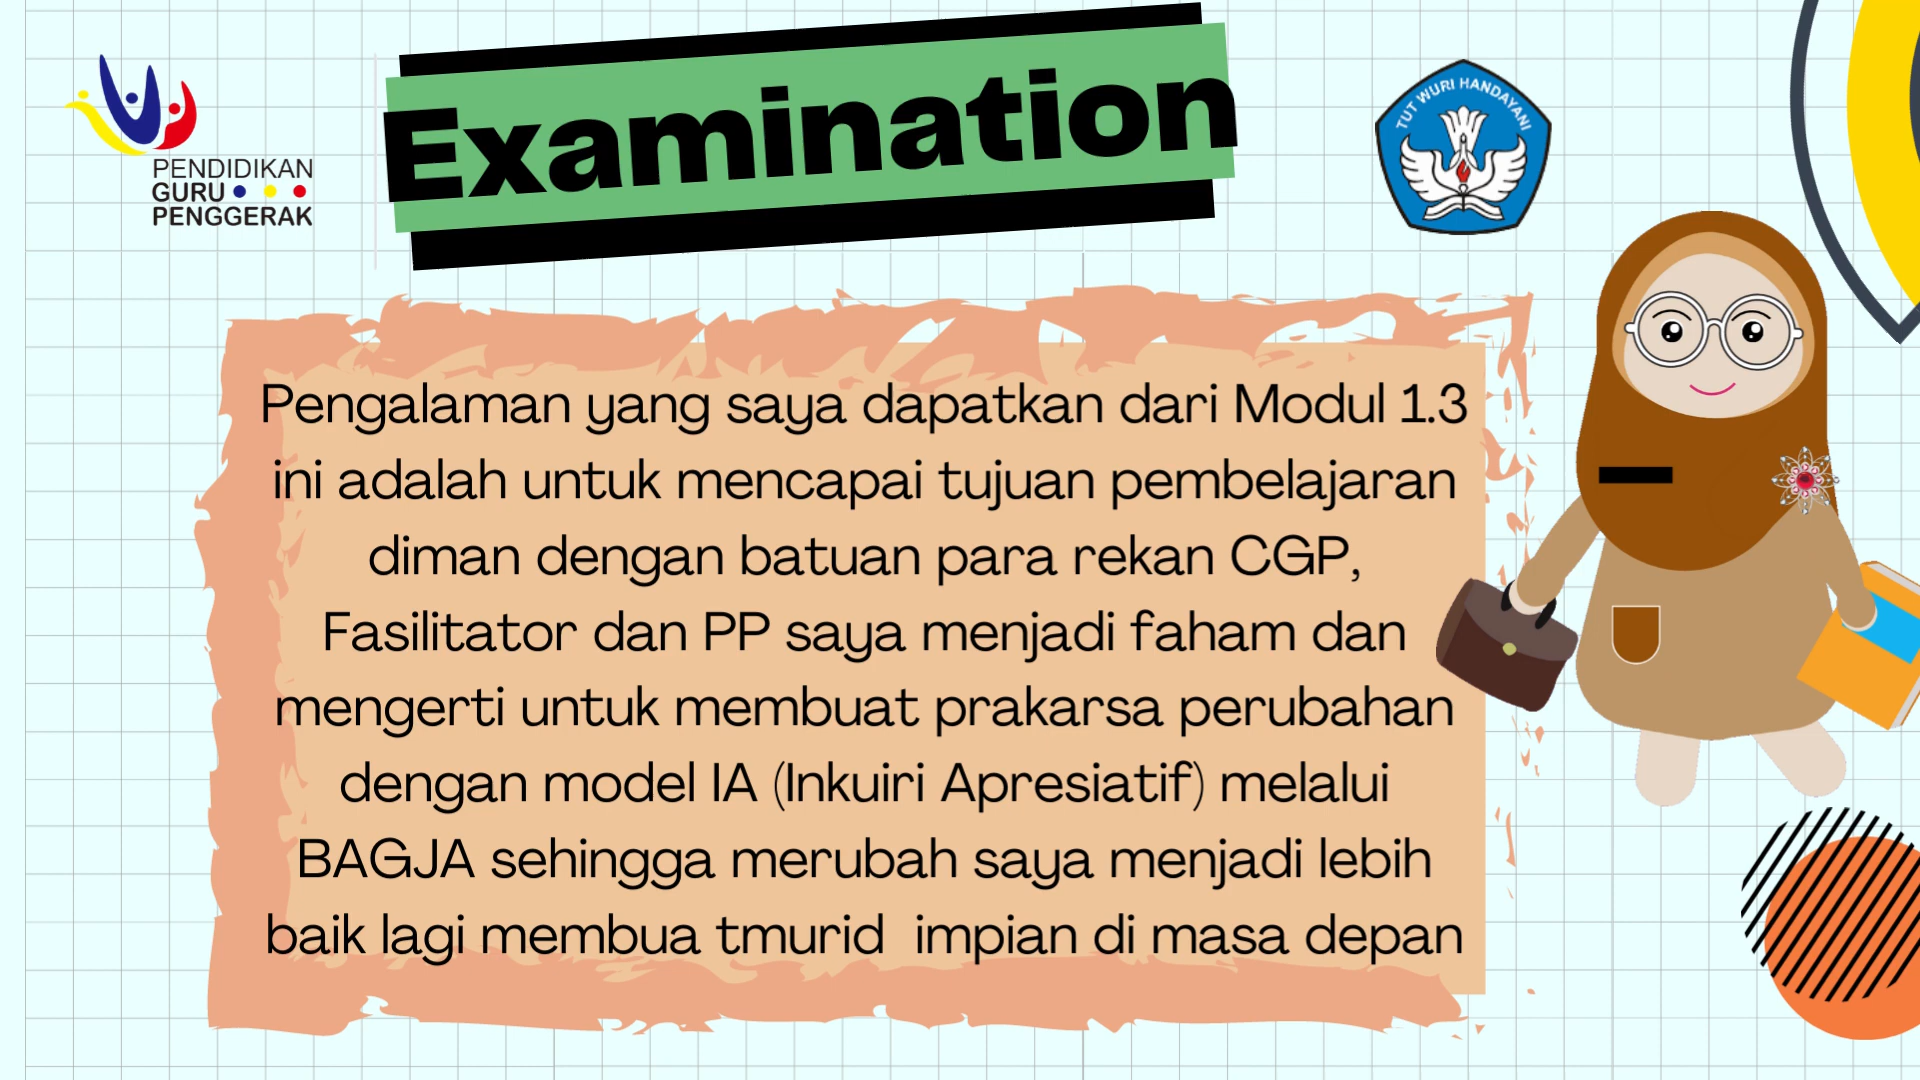 PENDIDIKAN
GURU
PENGGERAK
Examination
TUT WURI HANDAYANI
Pengalaman yang saya dapatkan dari Modul 1.3
ini adalah untuk mencapai tujuan pembelajaran
diman dengan batuan para rekan CGP,
Fasilitator dan PP saya menjadi faham dan
mengerti untuk membuat prakarsa perubahan
dengan model IA (Inkuiri Apresiatif) melalui
BAGJA sehingga merubah saya menjadi lebih
baik lagi membua tmurid  impian di masa depan